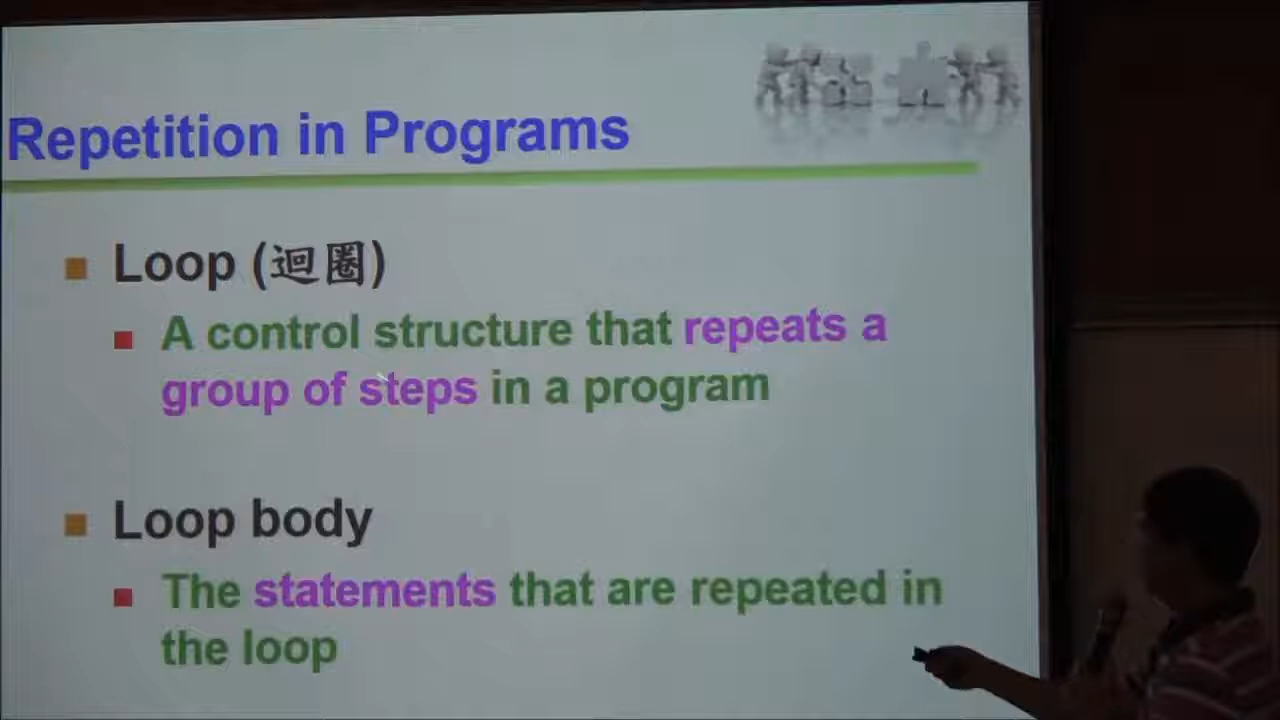 Repetition in Programs
Loop (迴圈)
A control structure that repeats a
group of steps in a program
Loop body
The statements that are repeated in
the loop